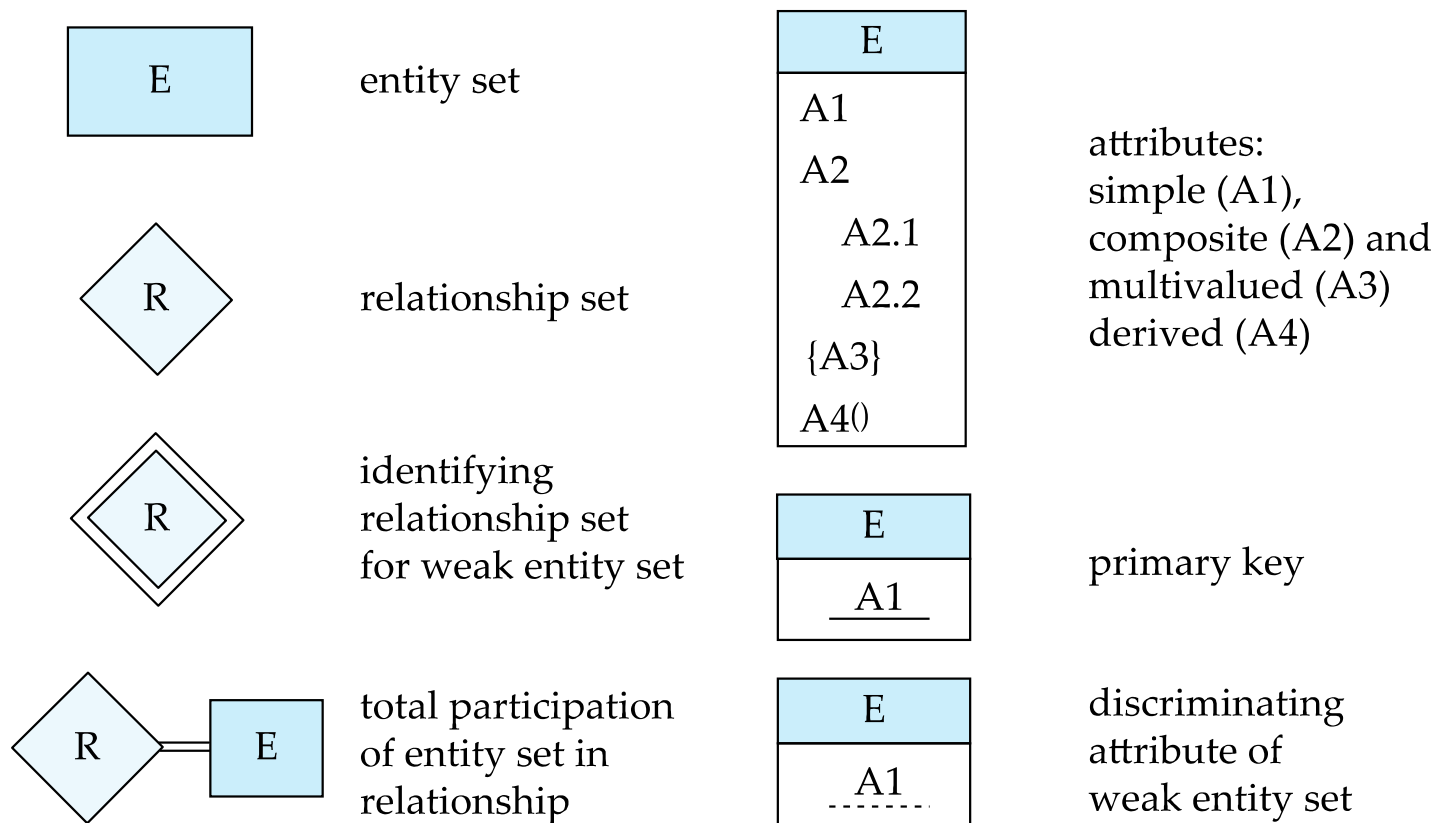 E
entity set
R
relationship set
R
identifying
relationship set
for weak entity set
R
E
total participation
of entity set in
relationship
E
A1
A2
A2.1
A2.2
{A3}
A4()
attributes:
simple (A1),
composite (A2) and
multivalued (A3)
derived (A4)
E
A1
primary key
E
A1
discriminating
attribute of
weak entity set